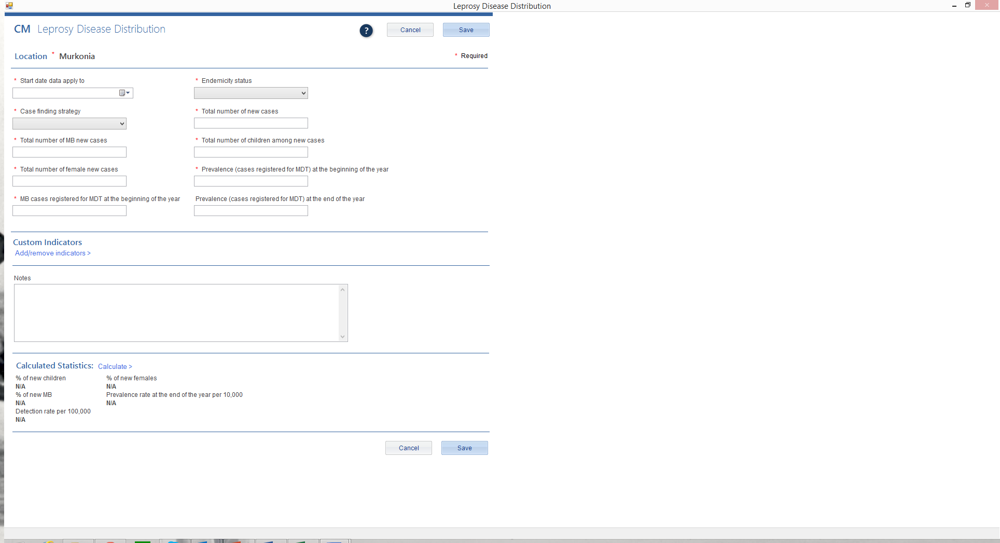 Leprosy Disease Distribution
CM Leprosy Disease Distribution
? Cancel Save
Location * Murkonia
* Required
* Start date data apply to
* Endemicity status
* Case finding strategy
* Total number of new cases
* Total number of MB new cases
* Total number of children among new cases
* Total number of female new cases
* Prevalence (cases registered for MDT) at the beginning of the year
* MB cases registered for MDT at the beginning of the year
Prevalence (cases registered for MDT) at the end of the year
Custom Indicators
Add/remove indicators >
Notes
Calculated Statistics: Calculate >
% of new children
N/A
% of new females
N/A
% of new MB
N/A
Prevalence rate at the end of the year per 10,000
N/A
Detection rate per 100,000
N/A
Cancel Save